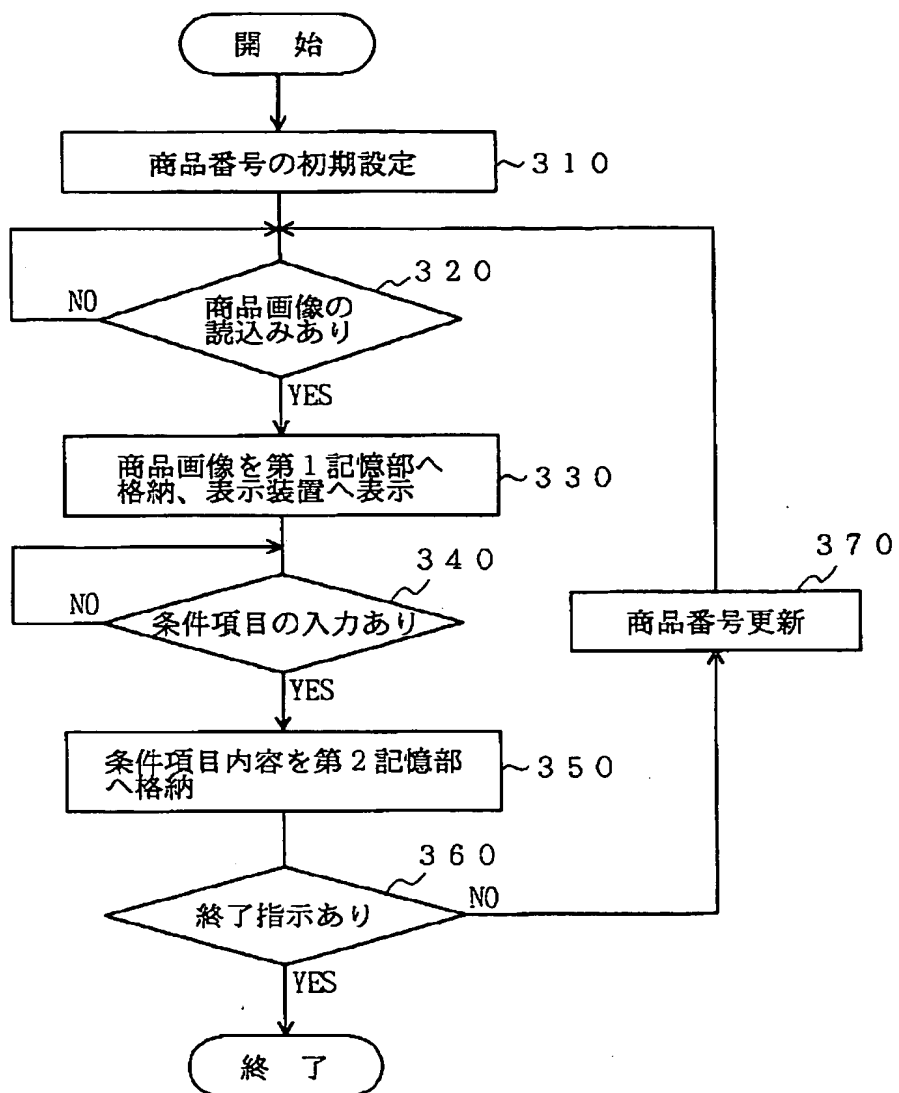 開 始
商品番号の初期設定
310
320
NO
商品画像の
読込みあり
YES
商品画像を第1記憶部へ
格納、表示装置へ表示
330
340
370
NO
条件項目の入力あり
商品番号更新
YES
条件項目内容を第2記憶部
へ格納
350
360
NO
終了指示あり
YES
終 了